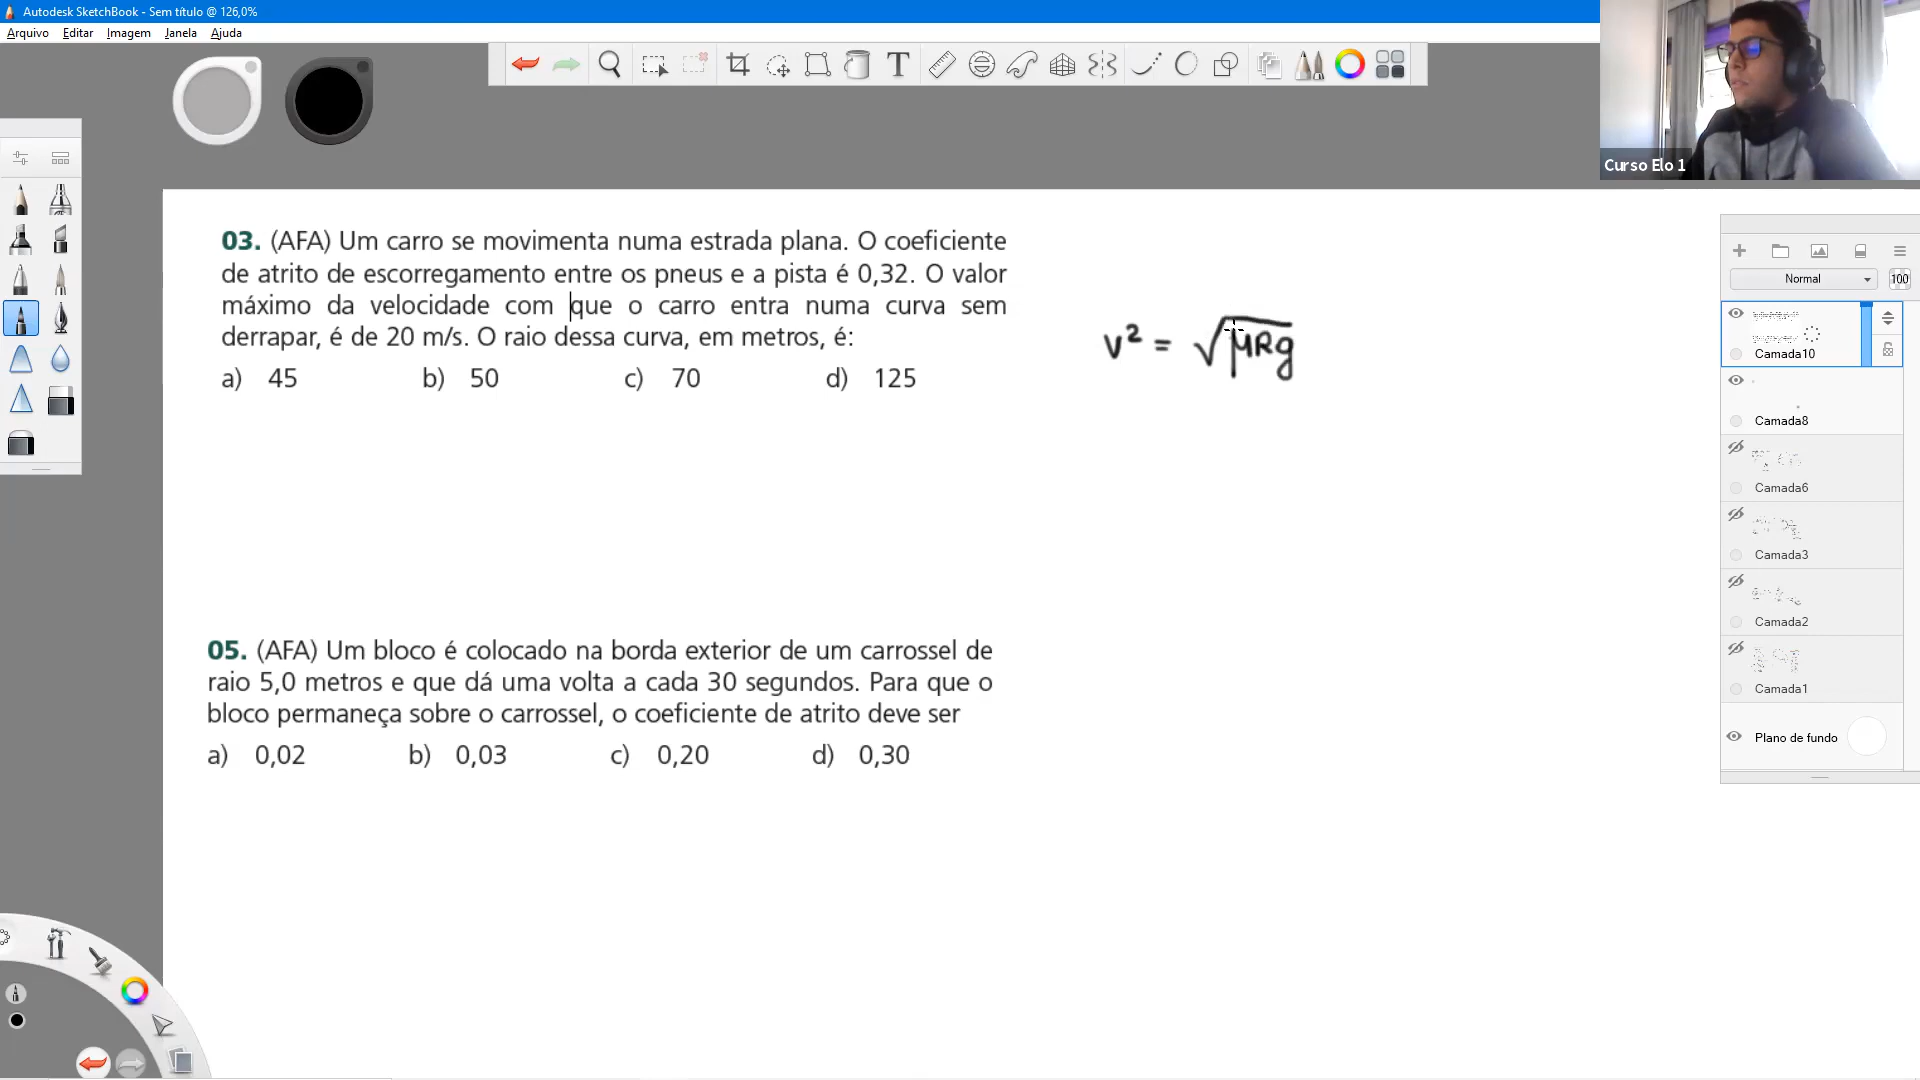 Autodesk SketchBook - Sem título @ 126,0%
Arquivo Editar Imagem Janela Ajuda
Curso Elo 1
03. (AFA) Um carro se movimenta numa estrada plana. O coeficiente
de atrito de escorregamento entre os pneus e a pista é 0,32. O valor
máximo da velocidade com que o carro entra numa curva sem
derrapar, é de 20 m/s. O raio dessa curva, em metros, é:
a) 45 b) 50 c) 70 d) 125
v² = √μRg
05. (AFA) Um bloco é colocado na borda exterior de um carrossel de
raio 5,0 metros e que dá uma volta a cada 30 segundos. Para que o
bloco permaneça sobre o carrossel, o coeficiente de atrito deve ser
a) 0,02 b) 0,03 c) 0,20 d) 0,30
Normal 100
Camada10
Camada8
Camada6
Camada3
Camada2
Camada1
Plano de fundo